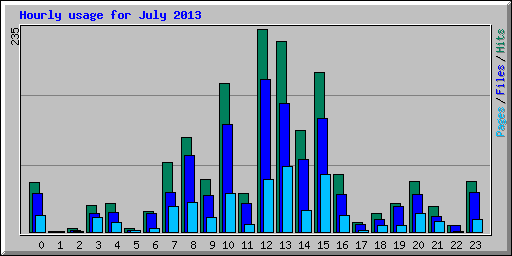 Hourly usage for July 2013
235
Pages/Files/Hits
0 1 2 3 4 5 6 7 8 9 10 11 12 13 14 15 16 17 18 19 20 21 22 23